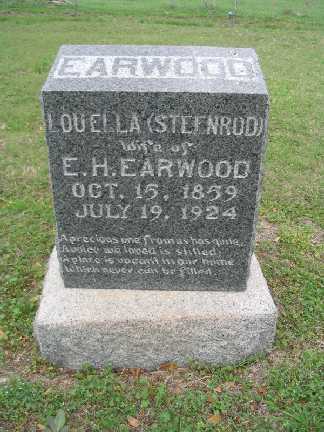 EARWOOD
LOUELLA (STEENROD)
Wife of
E. H. EARWOOD
OCT. 15, 1859
JULY 19, 1924
A precious one from us has gone,
A voice we loved is stilled;
A place is vacant in our home
Which never can be filled.